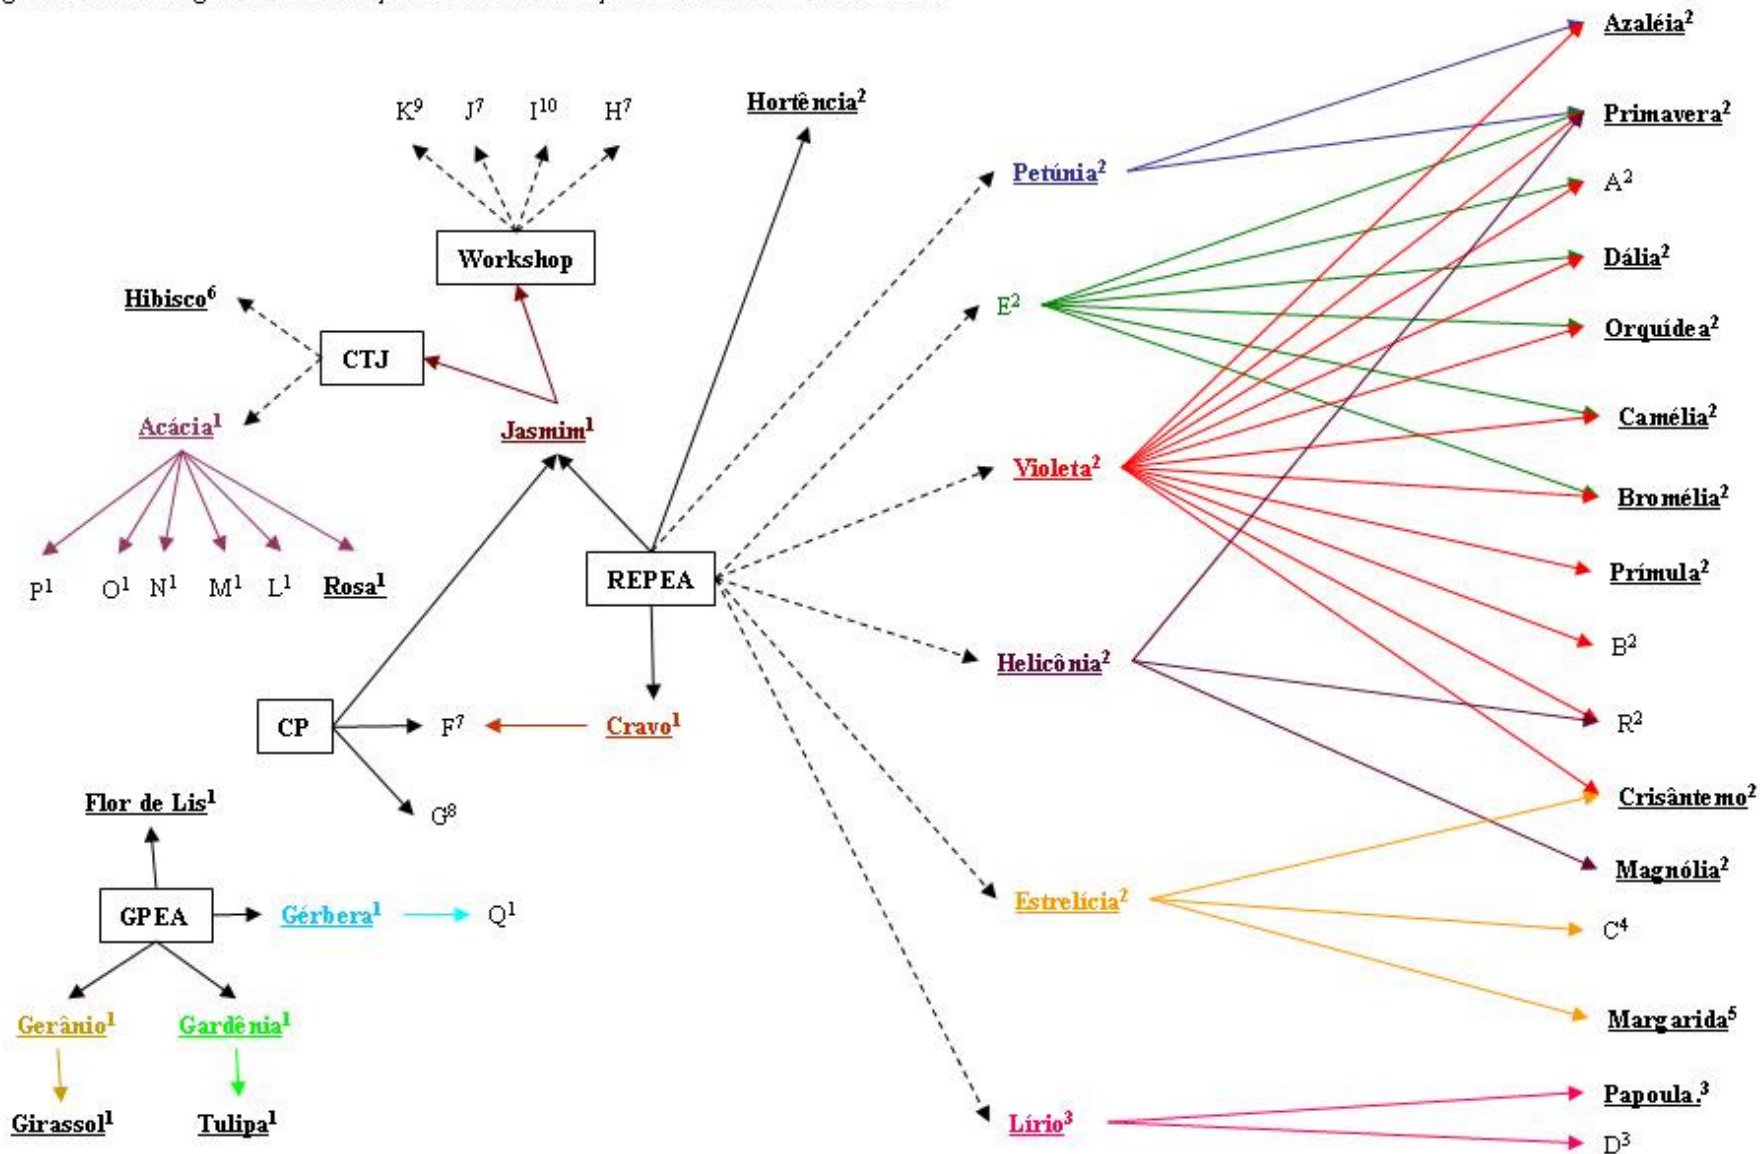 Azaléia²
Hortência²
K⁹ J⁷ I¹⁰ H⁷
Primavera²
Petúnia²
A²
Workshop
Dália²
Hibisco⁶
E²
Orquídea²
CTJ
Acácia¹
Jasmim¹
Camélia²
Violeta²
Bromélia²
P¹ O¹ N¹ M¹ L¹ Rosa¹
REPEA
Prímula²
B²
Helicônia²
CP
F⁷
Cravo¹
R²
Flor de Lis¹
G⁸
Crisântemo²
Magnólia²
GPEA
Gérbera¹
Q¹
Estrelícia²
C⁴
Gerânio¹
Gardênia¹
Margarida⁵
Papoula.³
Girassol¹
Tulipa¹
Lírio³
D³